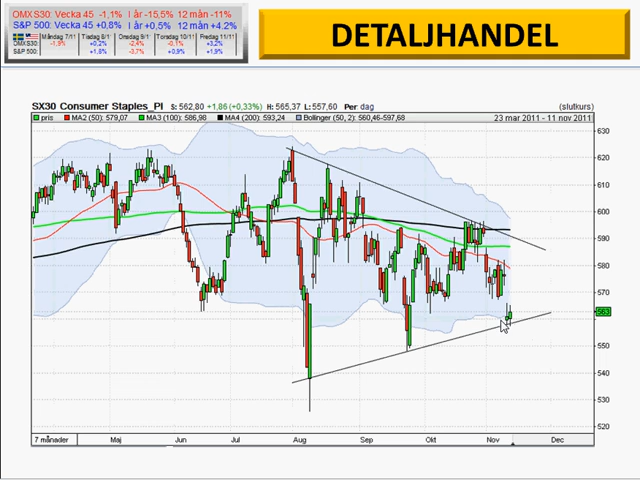 OMXS30: Vecka 45 -1,1% I år -15,5% 12 mån -11%
S&P 500: Vecka 45 +0,8% I år +0,5% 12 mån +4.2%
Måndag 7/11 Tisdag 8/11 Onsdag 9/11 Torsdag 10/11 Fredag 11/11
OMXS30: -1,9% +0,2% -2,4% -0,1% +3,2%
S&P 500: +1,8% -3,7% +0,9% +1,9%
DETALJHANDEL
SX30 Consumer Staples_PI S: 562,80 +1,86 (+0,33%) H: 565,37 L: 557,60 Per dag (slutkurs)
pris MA2 (50): 579,07 MA3 (100): 586,98 MA4 (200): 593,24 Bollinger (50, 2): 560,46-597,68 23 mar 2011 - 11 nov 2011
630
620
610
600
590
580
570
563
550
540
530
520
7 månader Maj Jun Jul Aug Sep Okt Nov Dec